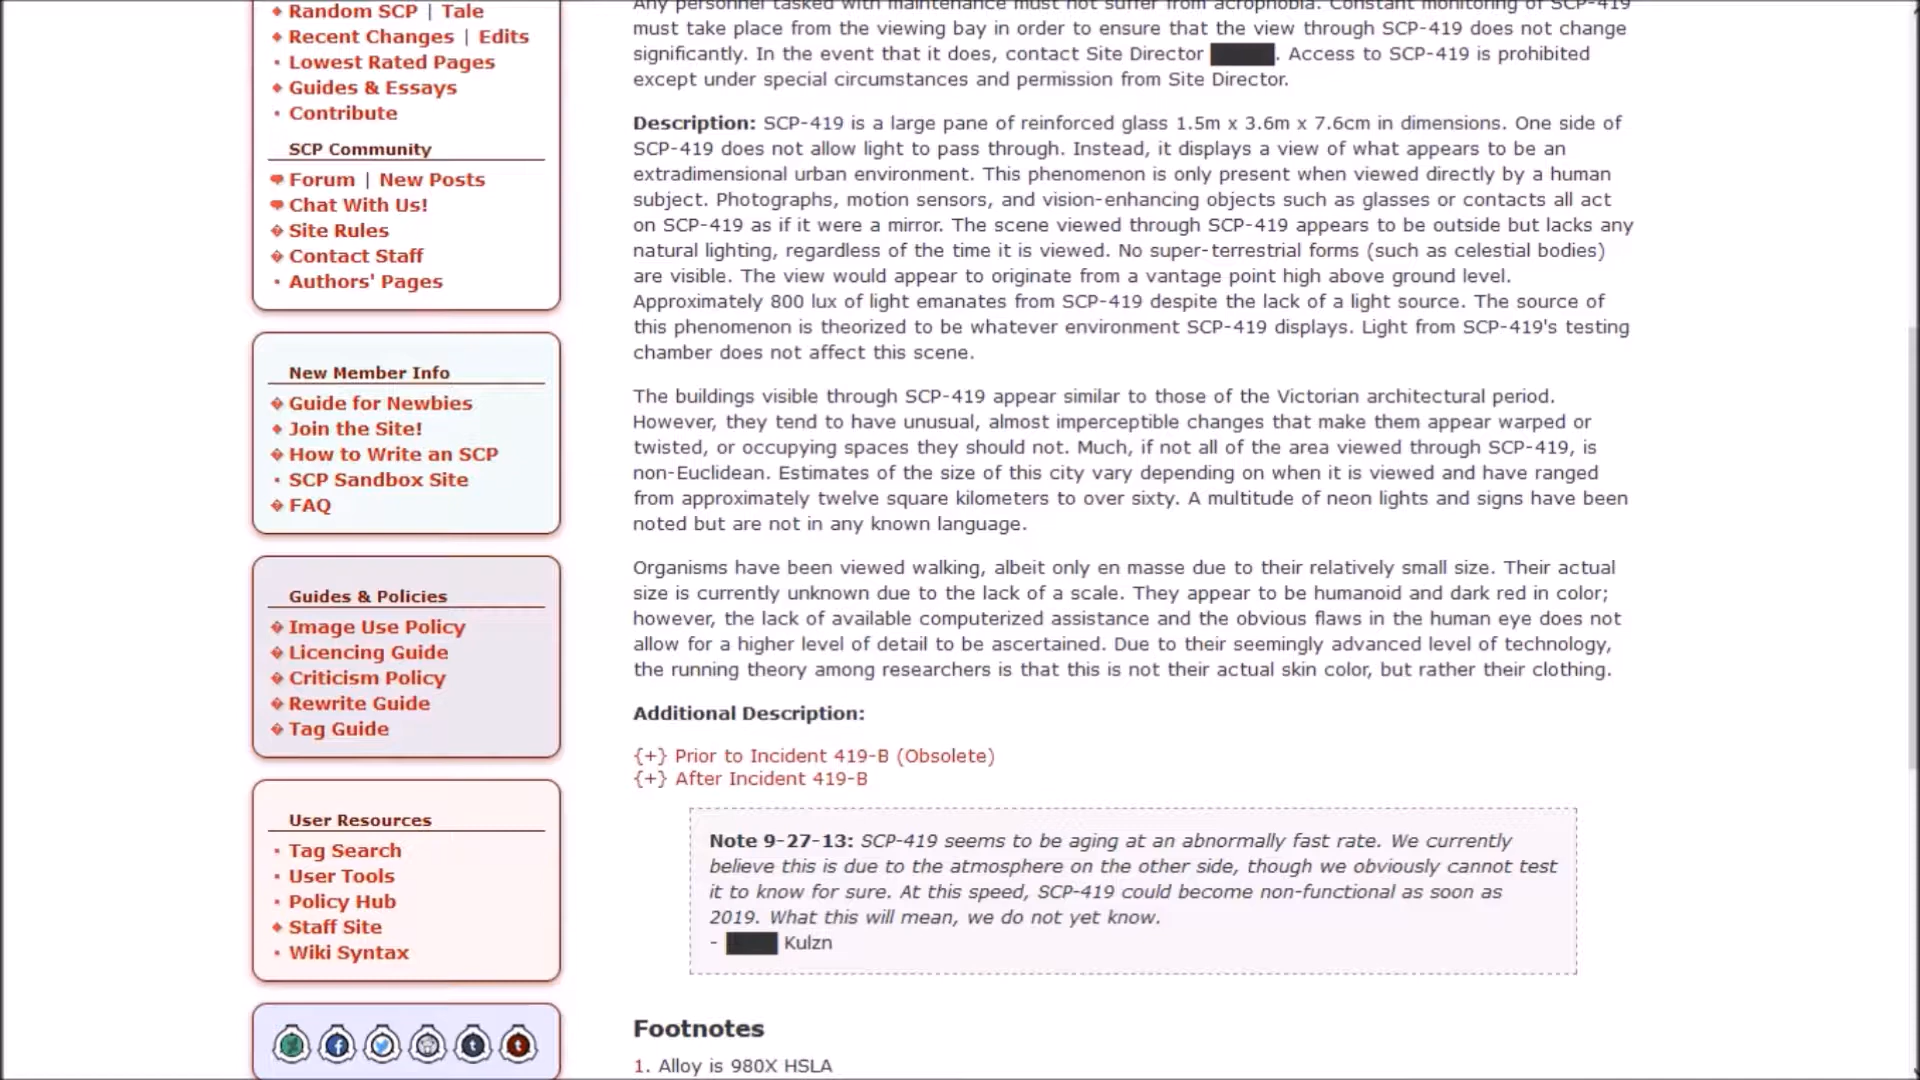 Random SCP | Tale
Recent Changes | Edits
Lowest Rated Pages
Guides & Essays
Contribute
SCP Community
Forum | New Posts
Chat With Us!
Site Rules
Contact Staff
Authors' Pages
New Member Info
Guide for Newbies
Join the Site!
How to Write an SCP
SCP Sandbox Site
FAQ
Guides & Policies
Image Use Policy
Licencing Guide
Criticism Policy
Rewrite Guide
Tag Guide
User Resources
Tag Search
User Tools
Policy Hub
Staff Site
Wiki Syntax
Any personnel tasked with maintenance must not suffer from acrophobia. Constant monitoring of SCP-419
must take place from the viewing bay in order to ensure that the view through SCP-419 does not change
significantly. In the event that it does, contact Site Director . Access to SCP-419 is prohibited
except under special circumstances and permission from Site Director.
Description: SCP-419 is a large pane of reinforced glass 1.5m x 3.6m x 7.6cm in dimensions. One side of
SCP-419 does not allow light to pass through. Instead, it displays a view of what appears to be an
extradimensional urban environment. This phenomenon is only present when viewed directly by a human
subject. Photographs, motion sensors, and vision-enhancing objects such as glasses or contacts all act
on SCP-419 as if it were a mirror. The scene viewed through SCP-419 appears to be outside but lacks any
natural lighting, regardless of the time it is viewed. No super-terrestrial forms (such as celestial bodies)
are visible. The view would appear to originate from a vantage point high above ground level.
Approximately 800 lux of light emanates from SCP-419 despite the lack of a light source. The source of
this phenomenon is theorized to be whatever environment SCP-419 displays. Light from SCP-419's testing
chamber does not affect this scene.
The buildings visible through SCP-419 appear similar to those of the Victorian architectural period.
However, they tend to have unusual, almost imperceptible changes that make them appear warped or
twisted, or occupying spaces they should not. Much, if not all of the area viewed through SCP-419, is
non-Euclidean. Estimates of the size of this city vary depending on when it is viewed and have ranged
from approximately twelve square kilometers to over sixty. A multitude of neon lights and signs have been
noted but are not in any known language.
Organisms have been viewed walking, albeit only en masse due to their relatively small size. Their actual
size is currently unknown due to the lack of a scale. They appear to be humanoid and dark red in color;
however, the lack of available computerized assistance and the obvious flaws in the human eye does not
allow for a higher level of detail to be ascertained. Due to their seemingly advanced level of technology,
the running theory among researchers is that this is not their actual skin color, but rather their clothing.
Additional Description:
{+} Prior to Incident 419-B (Obsolete)
{+} After Incident 419-B
Note 9-27-13: SCP-419 seems to be aging at an abnormally fast rate. We currently
believe this is due to the atmosphere on the other side, though we obviously cannot test
it to know for sure. At this speed, SCP-419 could become non-functional as soon as
2019. What this will mean, we do not yet know.
- Kulzn
Footnotes
1. Alloy is 980X HSLA